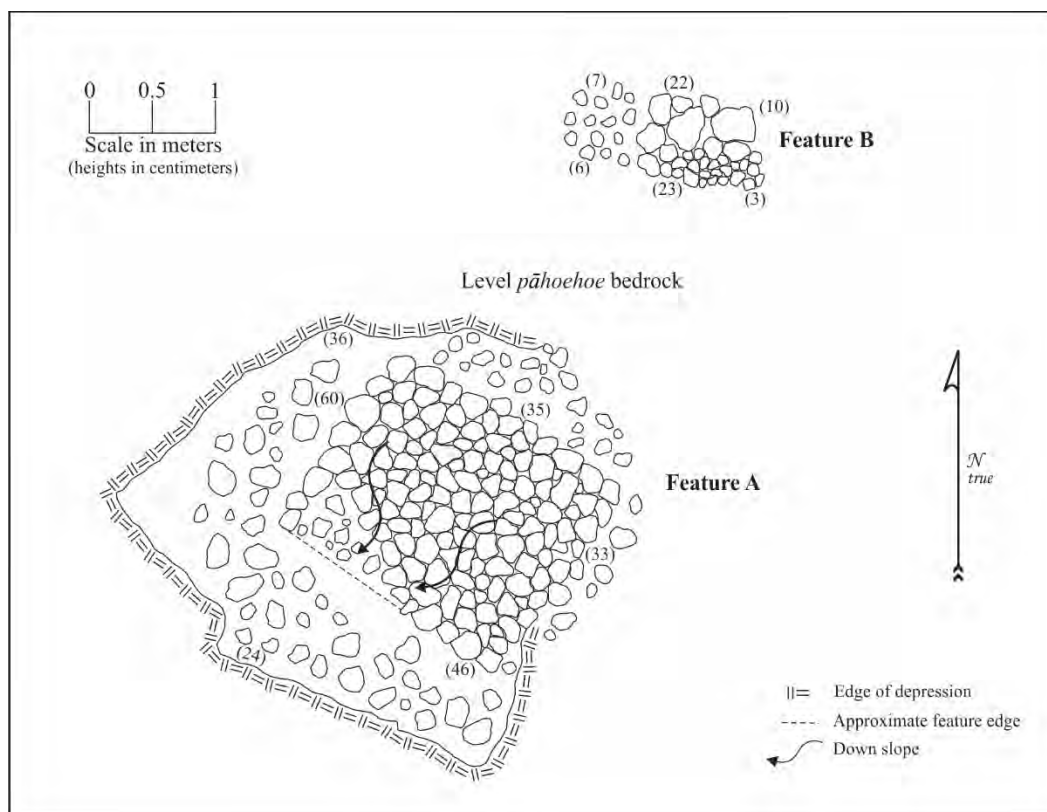 0 0.5 1
Scale in meters
(heights in centimeters)
(7)
(22)
(10)
Feature B
(6)
(23)
(3)
Level pāhoehoe bedrock
(36)
(60)
(35)
Feature A
N
true
(33)
(24)
(46)
Edge of depression
Approximate feature edge
Down slope